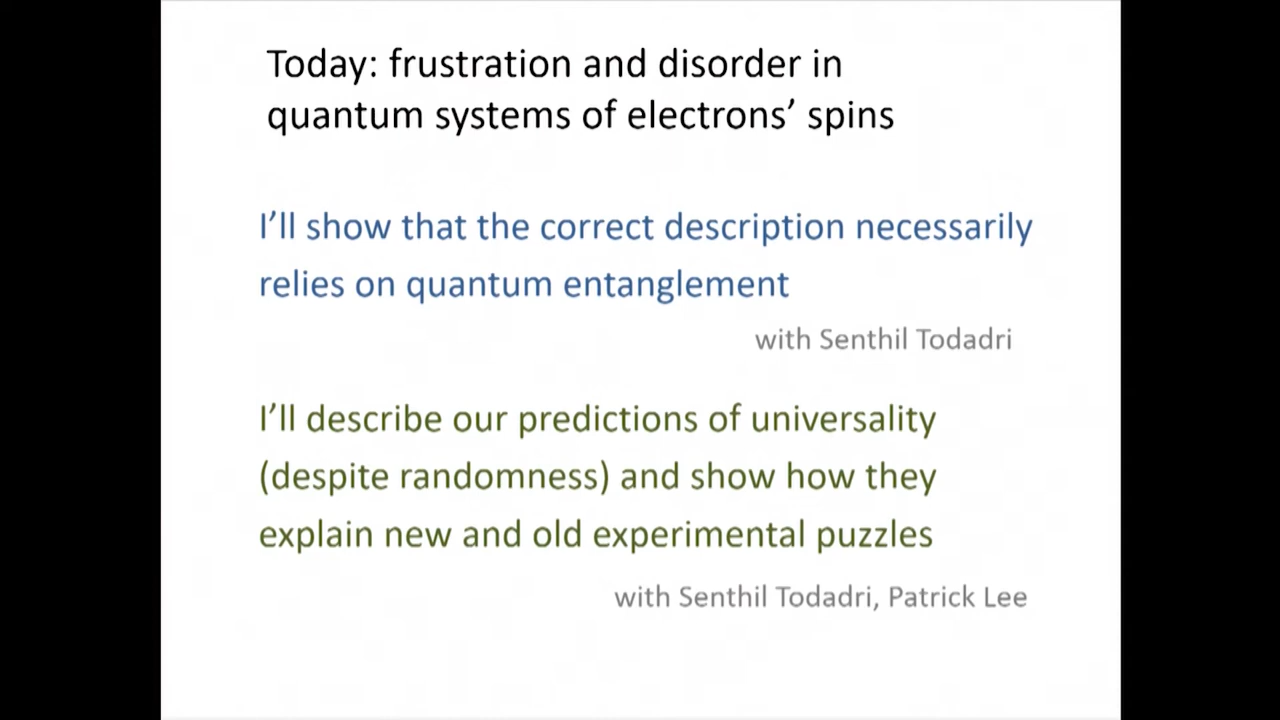 Today: frustration and disorder in
quantum systems of electrons’ spins
I’ll show that the correct description necessarily
relies on quantum entanglement
with Senthil Todadri
I’ll describe our predictions of universality
(despite randomness) and show how they
explain new and old experimental puzzles
with Senthil Todadri, Patrick Lee